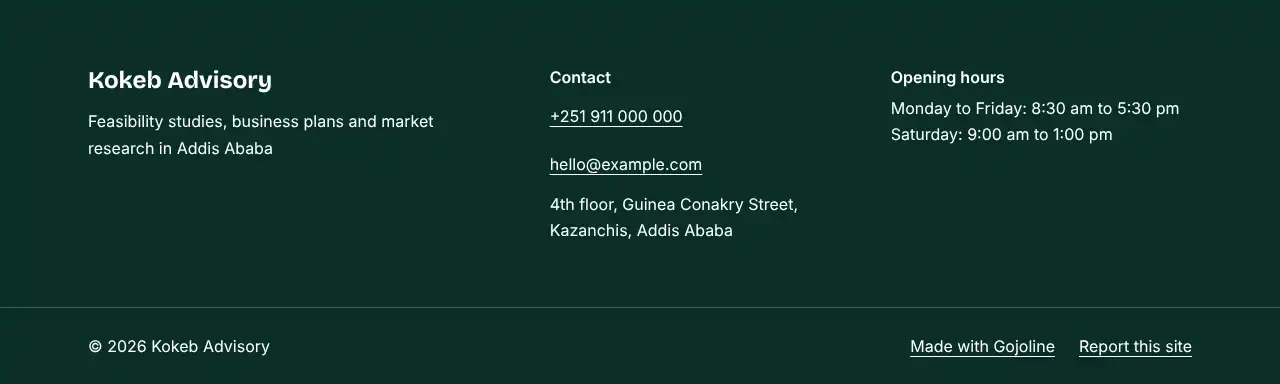 Kokeb Advisory
Feasibility studies, business plans and market
research in Addis Ababa
Contact
+251 911 000 000
hello@example.com
4th floor, Guinea Conakry Street,
Kazanchis, Addis Ababa
Opening hours
Monday to Friday: 8:30 am to 5:30 pm
Saturday: 9:00 am to 1:00 pm
© 2026 Kokeb Advisory
Made with Gojoline
Report this site